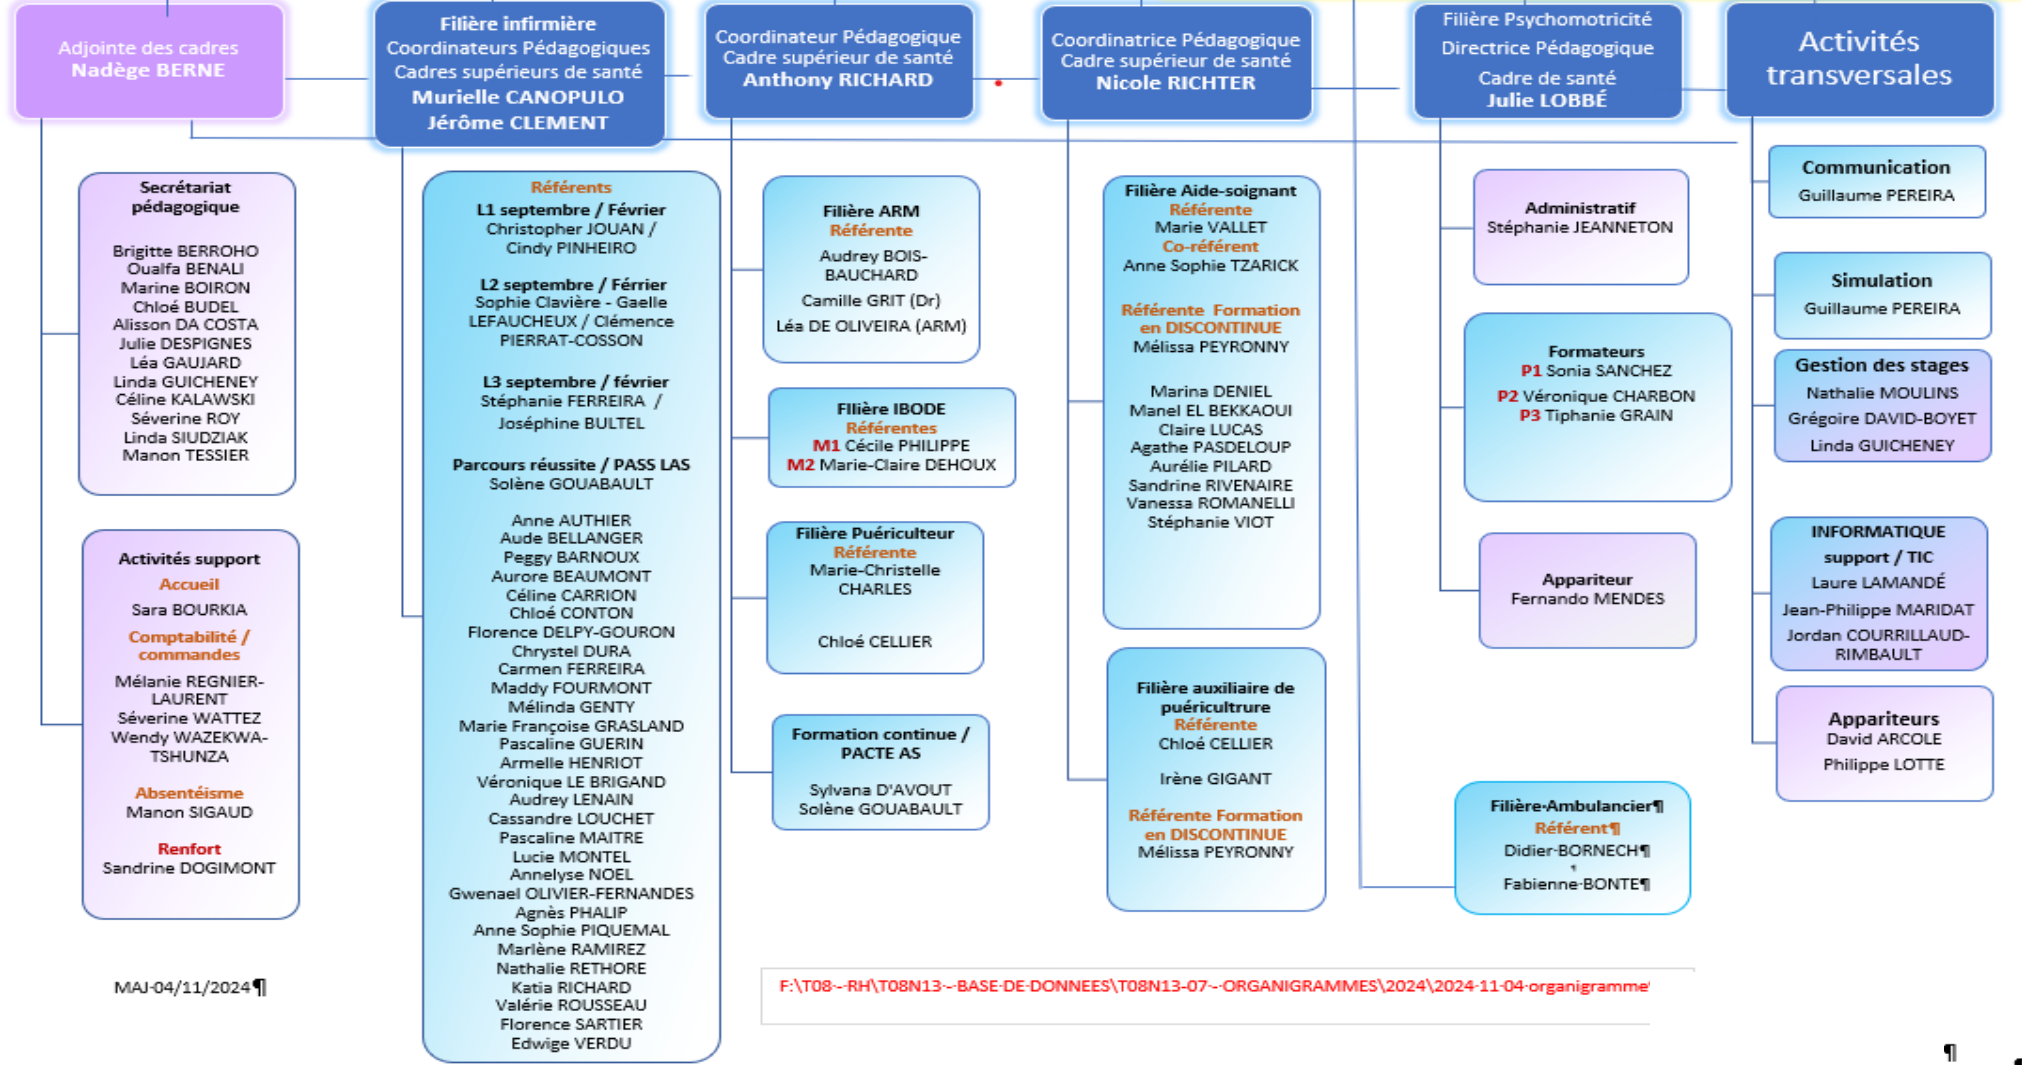 Adjointe des cadres
Nadège BERNE
Filière infirmière
Coordinateurs Pédagogiques
Cadres supérieurs de santé
Murielle CANOPULO
Jérôme CLEMENT
Coordinateur Pédagogique
Cadre supérieur de santé
Anthony RICHARD
Coordinatrice Pédagogique
Cadre supérieur de santé
Nicole RICHTER
Filière Psychomotricité
Directrice Pédagogique
Cadre de santé
Julie LOBBÉ
Activités
transversales
Secrétariat
pédagogique
Brigitte BERROHO
Oualfa BENALI
Marine BOIRON
Chloé BUDEL
Alisson DA COSTA
Julie DESPIGNES
Léa GAUJARD
Linda GUICHENEY
Céline KALAWSKI
Séverine ROY
Linda SIUDZIAK
Manon TESSIER
Activités support
Accueil
Sara BOURKIA
Comptabilité /
commandes
Mélanie REGNIER-
LAURENT
Séverine WATTEZ
Wendy WAZEKWA-
TSHUNZA
Absentéisme
Manon SIGAUD
Renfort
Sandrine DOGIMONT
Référents
L1 septembre / Février
Christopher JOUAN /
Cindy PINHEIRO
L2 septembre / Férrier
Sophie Clavière - Gaelle
LEFAUCHEUX / Clémence
PIERRAT-COSSON
L3 septembre / février
Stéphanie FERREIRA /
Joséphine BULTEL
Parcours réussite / PASS LAS
Solène GOUABAULT
Anne AUTHIER
Aude BELLANGER
Peggy BARNOUX
Aurore BEAUMONT
Céline CARRION
Chloé CONTON
Florence DELPY-GOURON
Chrystel DURA
Carmen FERREIRA
Maddy FOURMONT
Mélinda GENTY
Marie Françoise GRASLAND
Pascaline GUERIN
Armelle HENRIOT
Véronique LE BRIGAND
Audrey LENAIN
Cassandre LOUCHET
Pascaline MAITRE
Lucie MONTEL
Annelyse NOEL
Gwenael OLIVIER-FERNANDES
Agnès PHALIP
Anne Sophie PIQUEMAL
Marlène RAMIREZ
Nathalie RETHORE
Katia RICHARD
Valérie ROUSSEAU
Florence SARTIER
Edwige VERDU
Filière ARM
Référente
Audrey BOIS-
BAUCHARD
Camille GRIT (Dr)
Léa DE OLIVEIRA (ARM)
FIlière IBODE
Référentes
M1 Cécile PHILIPPE
M2 Marie-Claire DEHOUX
Filière Puériculteur
Référente
Marie-Christelle
CHARLES
Chloé CELLIER
Formation continue /
PACTE AS
Sylvana D'AVOUT
Solène GOUABAULT
Filière Aide-soignant
Référente
Marie VALLET
Co-référent
Anne Sophie TZARICK
Référente Formation
en DISCONTINUE
Mélissa PEYRONNY
Marina DENIEL
Manel EL BEKKAOUI
Claire LUCAS
Agathe PASDELOUP
Aurélie PILARD
Sandrine RIVENAIRE
Vanessa ROMANELLI
Stéphanie VIOT
Filière auxiliaire de
puéricultrure
Référente
Chloé CELLIER
Irène GIGANT
Référente Formation
en DISCONTINUE
Mélissa PEYRONNY
Administratif
Stéphanie JEANNETON
Formateurs
P1 Sonia SANCHEZ
P2 Véronique CHARBON
P3 Tiphanie GRAIN
Appariteur
Fernando MENDES
Filière·Ambulancier¶
Référent¶
Didier·BORNECH¶
¶
Fabienne·BONTE¶
Communication
Guillaume PEREIRA
Simulation
Guillaume PEREIRA
Gestion des stages
Nathalie MOULINS
Grégoire DAVID-BOYET
Linda GUICHENEY
INFORMATIQUE
support / TIC
Laure LAMANDÉ
Jean-Philippe MARIDAT
Jordan COURRILLAUD-
RIMBAULT
Appariteurs
David ARCOLE
Philippe LOTTE
MAJ·04/11/2024¶
F:\T08·-·RH\T08N13·-·BASE·DE·DONNEES\T08N13-07·-·ORGANIGRAMMES\2024\2024·11·04·organigramme
¶